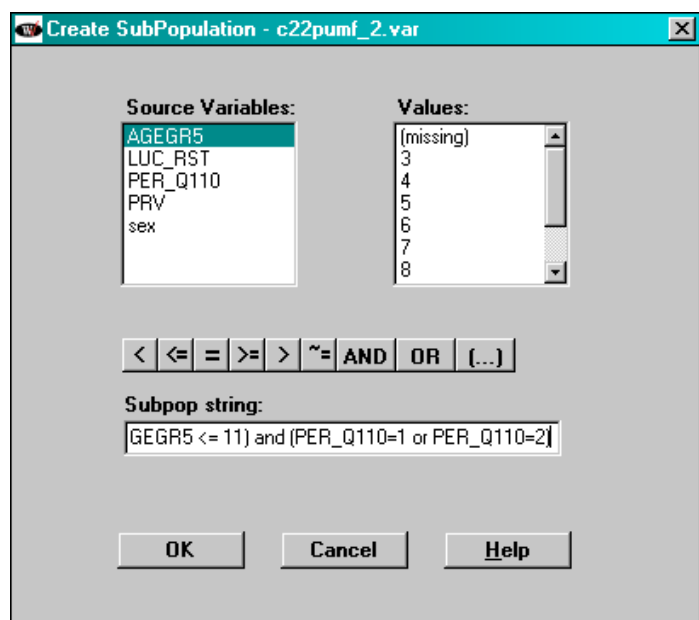 W
Create SubPopulation - c22pumf_2.var
Source Variables:
AGEGR5
LUC_RST
PER_Q110
PRV
sex
Values:
(missing)
3
4
5
6
7
8
< <= = >= > ~= AND OR (...)
Subpop string:
GEGR5 <= 11) and (PER_Q110=1 or PER_Q110=2)
OK Cancel Help